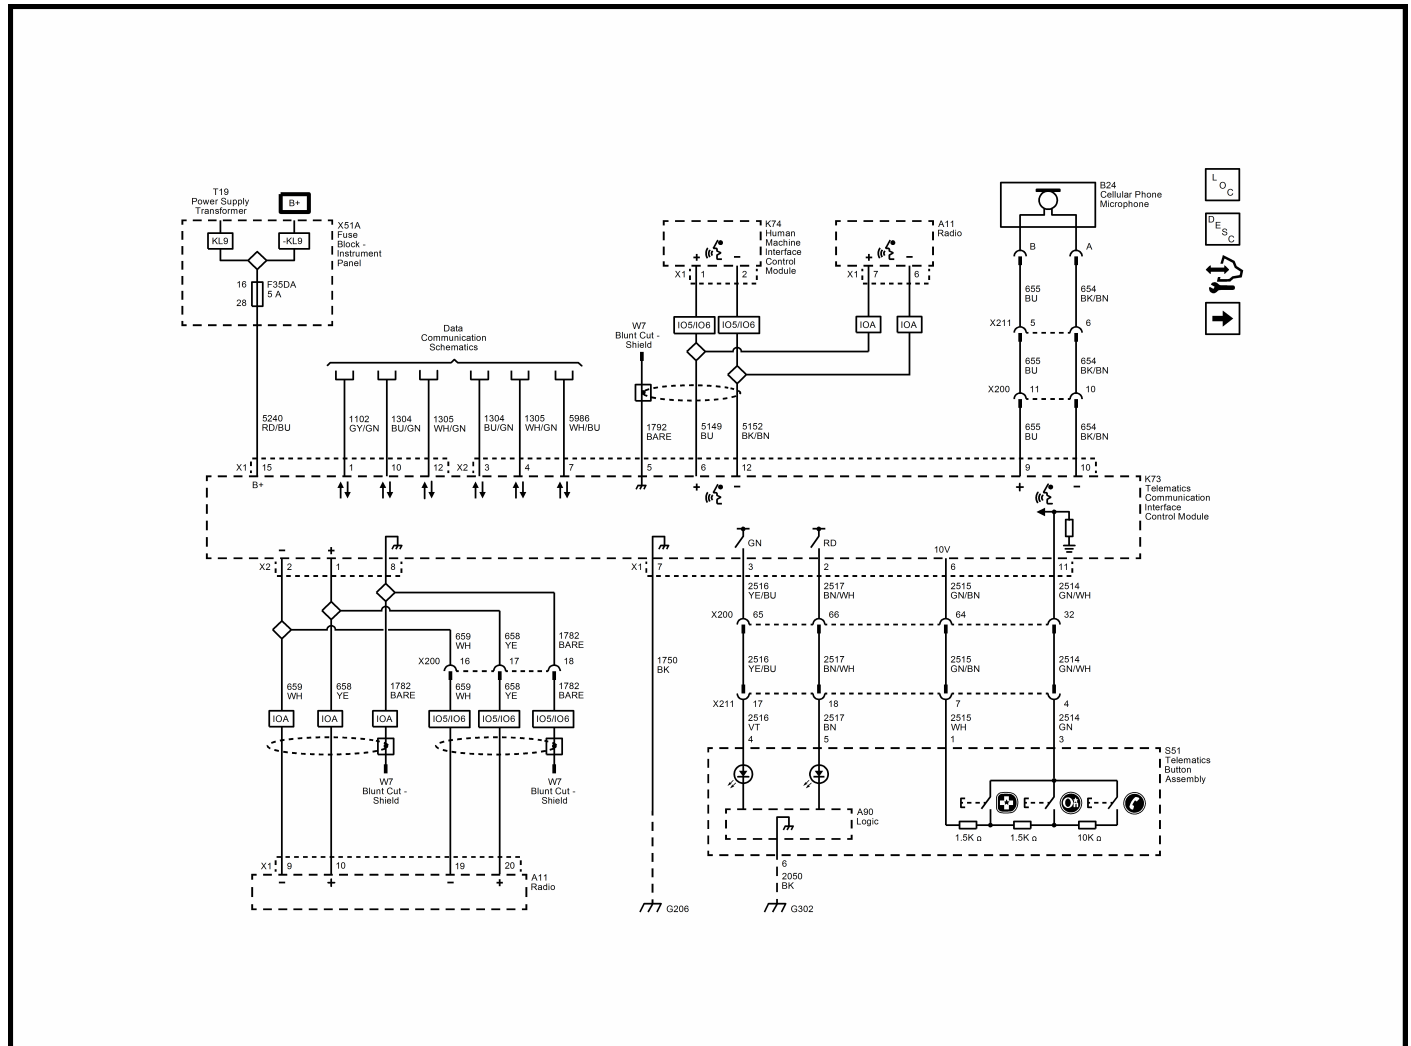 T19
Power Supply
Transformer
B+
X51A
Fuse
Block -
Instrument
Panel
KL9
-KL9
16
F35DA
5 A
28
Data
Communication
Schematics
W7
Blunt Cut -
Shield
K74
Human
Machine
Interface
Control
Module
X1
1
2
IO5/IO6
IO5/IO6
A11
Radio
X1
7
6
IOA
IOA
B24
Cellular Phone
Microphone
B
A
655
BU
654
BK/BN
X211
5
6
655
BU
654
BK/BN
X200
11
10
655
BU
654
BK/BN
L
O
C
D
E
S
C
5240
RD/BU
1102
GY/GN
1304
BU/GN
1305
WH/GN
1304
BU/GN
1305
WH/GN
5986
WH/BU
1792
BARE
5149
BU
5152
BK/BN
X1
15
1
10
12
X2
3
4
7
5
6
12
9
10
B+
+
−
+
−
K73
Telematics
Communication
Interface
Control Module
−
+
GN
RD
10V
X2
2
1
8
X1
7
3
2
6
11
2516
YE/BU
2517
BN/WH
2515
GN/BN
2514
GN/WH
X200
65
66
64
32
659
WH
658
YE
1782
BARE
X200
16
17
18
1750
BK
2516
YE/BU
2517
BN/WH
2515
GN/BN
2514
GN/WH
659
WH
658
YE
1782
BARE
659
WH
658
YE
1782
BARE
X211
17
18
7
4
IOA
IOA
IOA
IO5/IO6
IO5/IO6
IO5/IO6
2516
VT
2517
BN
2515
WH
2514
GN
4
5
1
3
S51
Telematics
Button
Assembly
W7
Blunt Cut -
Shield
W7
Blunt Cut -
Shield
A90
Logic
1.5K Ω
1.5K Ω
10K Ω
X1
9
10
19
20
−
+
−
+
A11
Radio
6
2050
BK
G206
G302